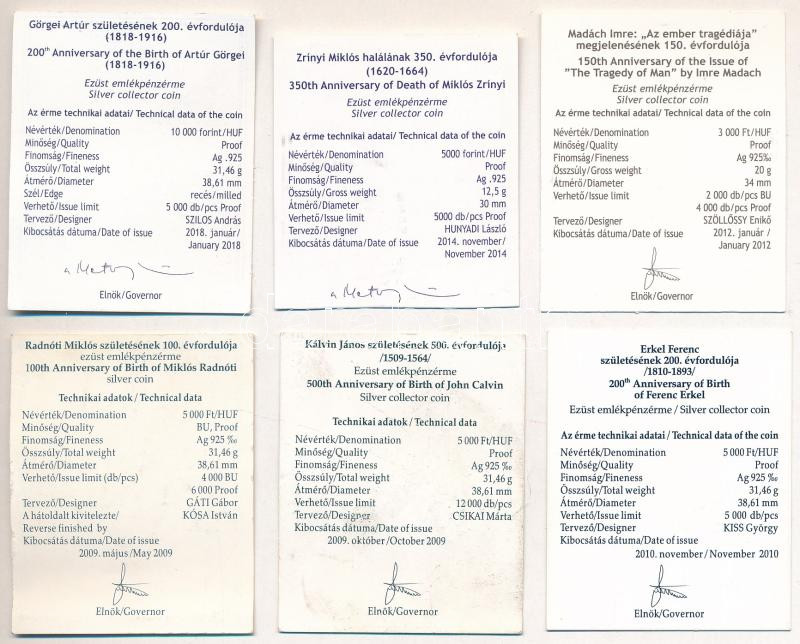 Görgei Artúr születésének 200. évfordulója
(1818-1916)
200th Anniversary of the Birth of Artúr Görgei
(1818-1916)
Ezüst emlékpénzérme
Silver collector coin
Az érme technikai adatai/ Technical data of the coin
Névérték/Denomination 10 000 forint/HUF
Minőség/Quality Proof
Finomság/Fineness Ag .925
Összsúly/Total weight 31,46 g
Átmérő/Diameter 38,61 mm
Szél/Edge recés/milled
Verhető/Issue limit 5 000 db/pcs Proof
Tervező/Designer SZILOS András
Kibocsátás dátuma/Date of issue 2018. január/
January 2018
Elnök/Governor
Zrínyi Miklós halálának 350. évfordulója
(1620-1664)
350th Anniversary of Death of Miklós Zrínyi
Ezüst emlékpénzérme
Silver collector coin
Az érme technikai adatai/ Technical data of the coin
Névérték/Denomination 5000 forint/HUF
Minőség/Quality Proof
Finomság/Fineness Ag .925
Összsúly/Gross weight 12,5 g
Átmérő/Diameter 30 mm
Verhető/Issue limit 5000 db/pcs Proof
Tervező/Designer HUNYADI László
Kibocsátás dátuma/Date of issue 2014. november/
November 2014
Madách Imre: „Az ember tragédiája”
megjelenésének 150. évfordulója
150th Anniversary of the Issue of
"The Tragedy of Man" by Imre Madach
Ezüst emlékpénzérme
Silver collector coin
Az érme technikai adatai/ Technical data of the coin
Névérték/Denomination 3 000 Ft/HUF
Minőség/Quality Proof
Finomság/Fineness Ag 925‰
Összsúly/Gross weight 20 g
Átmérő/Diameter 34 mm
Verhető/Issue limit 2 000 db/pcs BU
4 000 db/pcs Proof
Tervező/Designer SZÖLLŐSSY Enikő
Kibocsátás dátuma/Date of issue 2012. január /
January 2012
Elnök/Governor
Radnóti Miklós születésének 100. évfordulója
ezüst emlékpénzérme
100th Anniversary of Birth of Miklós Radnóti
silver coin
Technikai adatok/Technical data
Névérték/Denomination 5 000 Ft/HUF
Minőség/Quality BU, Proof
Finomság/Fineness Ag 925 ‰
Összsúly/Total weight 31,46 g
Átmérő/Diameter 38,61 mm
Verhető/Issue limit (db/pcs) 4 000 BU
6 000 Proof
Tervező/Designer GÁTI Gábor
A hátoldalt kivitelezte/ KÓSA István
Reverse finished by
Kibocsátás dátuma/Date of issue
2009. május/May 2009
Elnök/Governor
Kálvin János születésének 500. évfordulója
/1509-1564/
Ezüst emlékpénzérme
500th Anniversary of Birth of John Calvin
Silver collector coin
Technikai adatok/Technical data
Névérték/Denomination 5 000 Ft/HUF
Minőség/Quality Proof
Finomság/Fineness Ag 925 ‰
Összsúly/Total weight 31,46 g
Átmérő/Diameter 38,61 mm
Verhető/Issue limit 12 000 db/pcs
Tervező/Designer CSIKAI Márta
Kibocsátás dátuma/Date of issue
2009. október/October 2009
Elnök/Governor
Erkel Ferenc
születésének 200. évfordulója
/1810-1893/
200th Anniversary of Birth
of Ferenc Erkel
Ezüst emlékpénzérme / Silver collector coin
Az érme technikai adatai / Technical data of the coin
Névérték/Denomination 5 000 Ft/HUF
Minőség/Quality Proof
Finomság/Fineness Ag 925 ‰
Összsúly/Total weight 31,46 g
Átmérő/Diameter 38,61 mm
Verhető/Issue limit 5 000 db/pcs
Tervező/Designer KISS György
Kibocsátás dátuma/Date of issue
2010. november / November 2010
Elnök/Governor